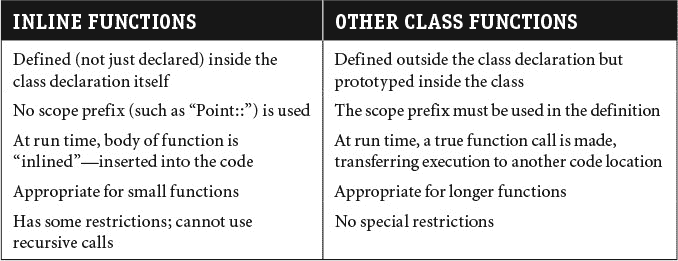 INLINE FUNCTIONS
OTHER CLASS FUNCTIONS
Defined (not just declared) inside the
class declaration itself
Defined outside the class declaration but
prototyped inside the class
No scope prefix (such as “Point::”) is used
The scope prefix must be used in the definition
At run time, body of function is
“inlined”—inserted into the code
At run time, a true function call is made,
transferring execution to another code location
Appropriate for small functions
Appropriate for longer functions
Has some restrictions; cannot use
recursive calls
No special restrictions